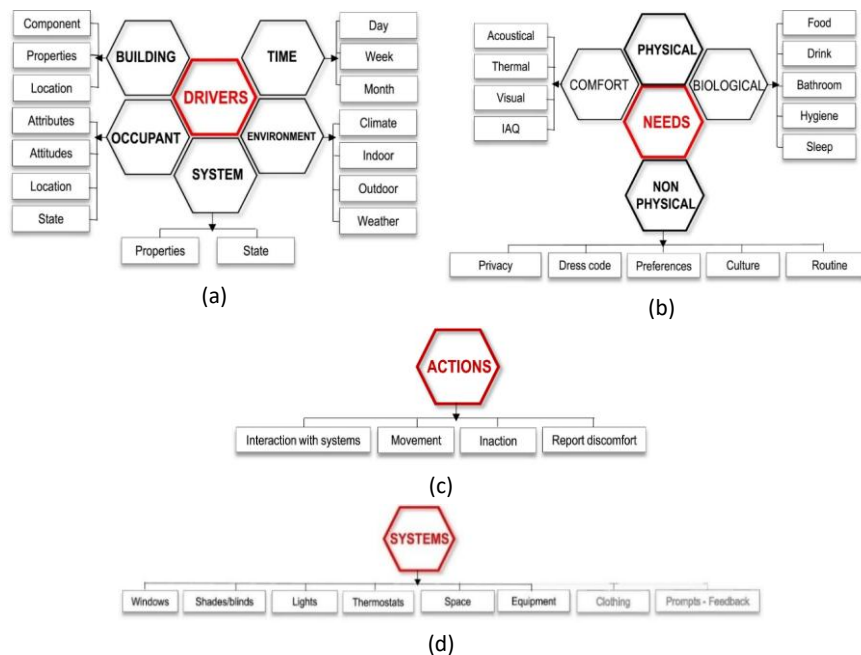 Component
Properties
Location
BUILDING
TIME
Day
Week
Month
DRIVERS
Attributes
Attitudes
Location
State
OCCUPANT
ENVIRONMENT
Climate
Indoor
Outdoor
Weather
SYSTEM
Properties
State
(a)
Acoustical
Thermal
Visual
IAQ
COMFORT
PHYSICAL
BIOLOGICAL
Food
Drink
Bathroom
Hygiene
Sleep
NEEDS
NON
PHYSICAL
Privacy
Dress code
Preferences
Culture
Routine
(b)
ACTIONS
Interaction with systems
Movement
Inaction
Report discomfort
(c)
SYSTEMS
Windows
Shades/blinds
Lights
Thermostats
Space
Equipment
Clothing
Prompts - Feedback
(d)